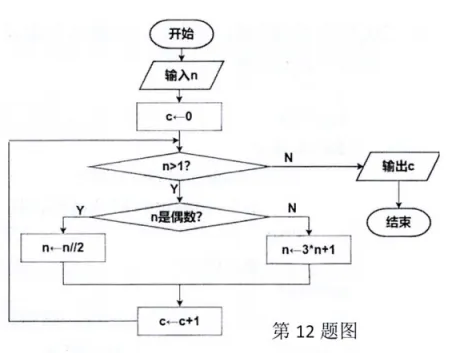 开始
输入n
c←0
n>1?
N
输出c
Y
Y
n是偶数?
N
结束
n←n//2
n←3*n+1
c←c+1
第 12 题图